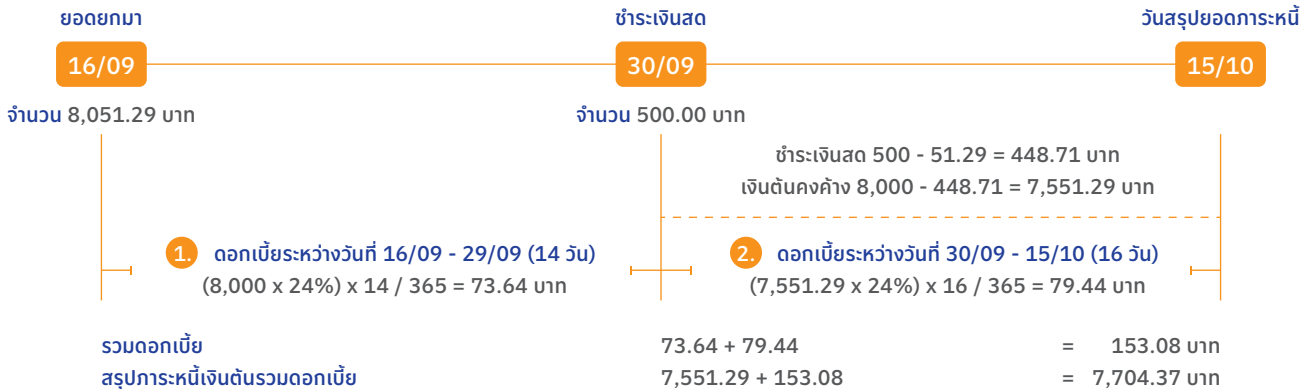 ยอดยกมา ชำระเงินสด วันสรุปยอดภาระหนี้
16/09 30/09 15/10
จำนวน 8,051.29 บาท จำนวน 500.00 บาท
ชำระเงินสด 500 - 51.29 = 448.71 บาท
เงินต้นคงค้าง 8,000 - 448.71 = 7,551.29 บาท
1. ดอกเบี้ยระหว่างวันที่ 16/09 - 29/09 (14 วัน)
(8,000 x 24%) x 14 / 365 = 73.64 บาท
2. ดอกเบี้ยระหว่างวันที่ 30/09 - 15/10 (16 วัน)
(7,551.29 x 24%) x 16 / 365 = 79.44 บาท
รวมดอกเบี้ย 73.64 + 79.44 = 153.08 บาท
สรุปภาระหนี้เงินต้นรวมดอกเบี้ย 7,551.29 + 153.08 = 7,704.37 บาท